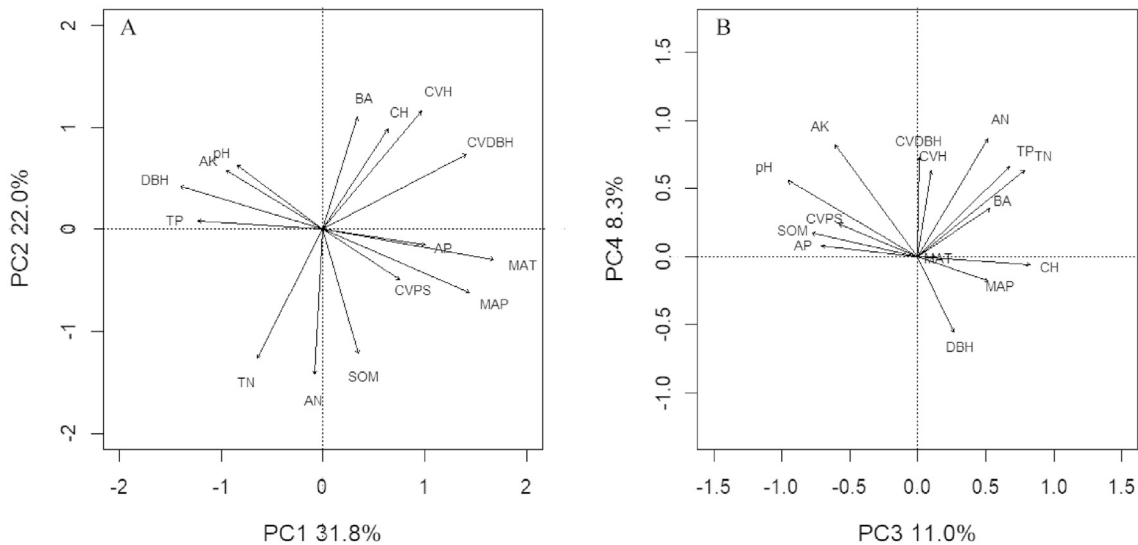 A
2
1
0
-1
-2
PC2 22.0%
BA
CVH
CH
CVDBH
pH
AK
DBH
TP
AP
MAT
CVPS
MAP
TN
AN
SOM
-2
-1
0
1
2
PC1 31.8%
B
1.5
1.0
0.5
0.0
-0.5
-1.0
PC4 8.3%
AK
AN
CVDBH
CVH
TP
TN
pH
BA
CVPS
SOM
AP
MAT
CH
MAP
DBH
-1.5
-1.0
-0.5
0.0
0.5
1.0
1.5
PC3 11.0%